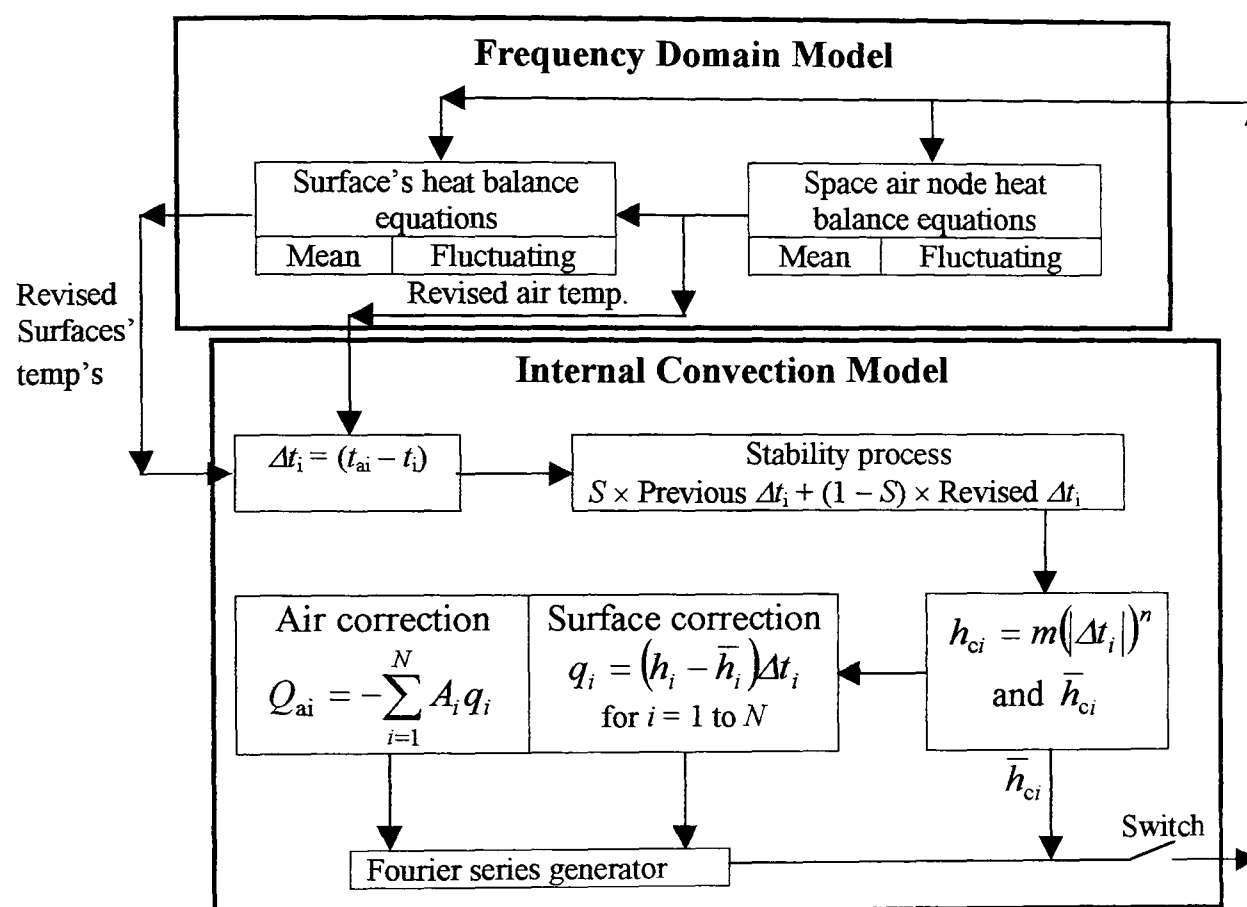 Frequency Domain Model
Surface's heat balance
equations
Mean
Fluctuating
Space air node heat
balance equations
Mean
Fluctuating
Revised air temp.
Revised
Surfaces'
temp's
Internal Convection Model
Δt_i = (t_ai – t_i)
Stability process
S × Previous Δt_i + (1 – S) × Revised Δt_i
Air correction
Q_ai = −∑_{i=1}^{N} A_i q_i
Surface correction
q_i = (h_i − h̅_i)Δt_i
for i = 1 to N
h_ci = m(|Δt_i|)^n
and h̅_ci
h̅_ci
Switch
Fourier series generator